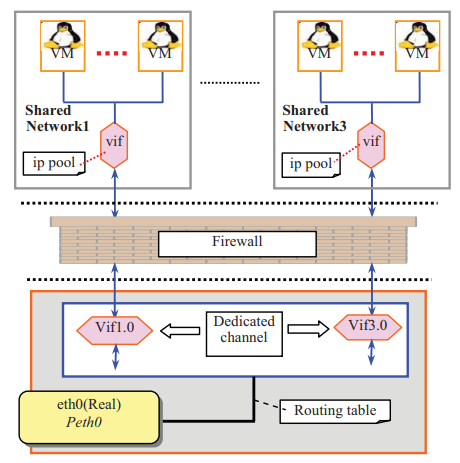 VM
VM
VM
VM
Shared
Network1
vif
ip pool
Shared
Network3
vif
ip pool
Firewall
Vif1.0
Dedicated
channel
Vif3.0
eth0(Real)
Peth0
Routing table